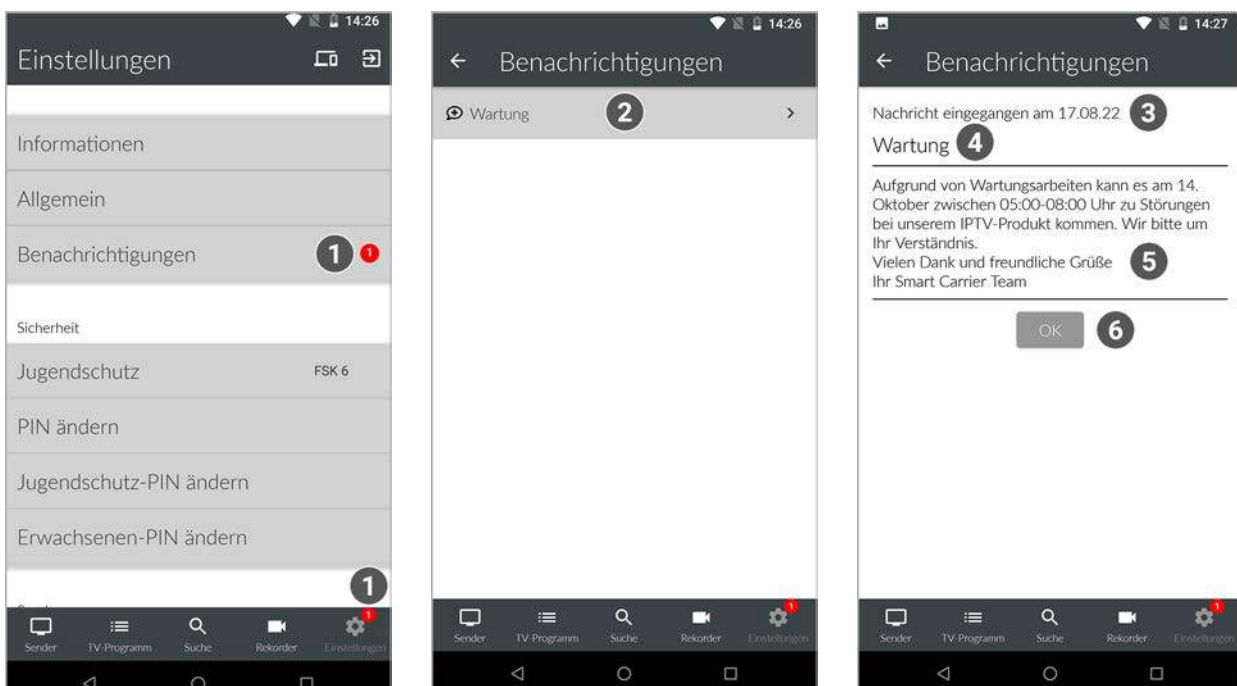 14:26
Einstellungen
Informationen
Allgemein
Benachrichtigungen 1 1
Sicherheit
Jugendschutz FSK 6
PIN ändern
Jugendschutz-PIN ändern
Erwachsenen-PIN ändern
1
1
Sender TV-Programm Suche Rekorder Einstellungen
14:26
Benachrichtigungen
Wartung 2
1
Sender TV-Programm Suche Rekorder Einstellungen
14:27
Benachrichtigungen
Nachricht eingegangen am 17.08.22 3
Wartung 4
Aufgrund von Wartungsarbeiten kann es am 14.
Oktober zwischen 05:00-08:00 Uhr zu Störungen
bei unserem IPTV-Produkt kommen. Wir bitte um
Ihr Verständnis.
Vielen Dank und freundliche Grüße 5
Ihr Smart Carrier Team
OK 6
1
Sender TV-Programm Suche Rekorder Einstellungen